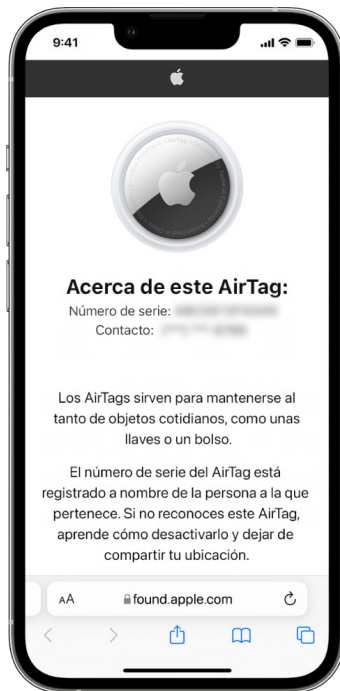 9:41
Acerca de este AirTag:
Número de serie:
Contacto:
Los AirTags sirven para mantenerse al
tanto de objetos cotidianos, como unas
llaves o un bolso.
El número de serie del AirTag está
registrado a nombre de la persona a la que
pertenece. Si no reconoces este AirTag,
aprende cómo desactivarlo y dejar de
compartir tu ubicación.
AA found.apple.com